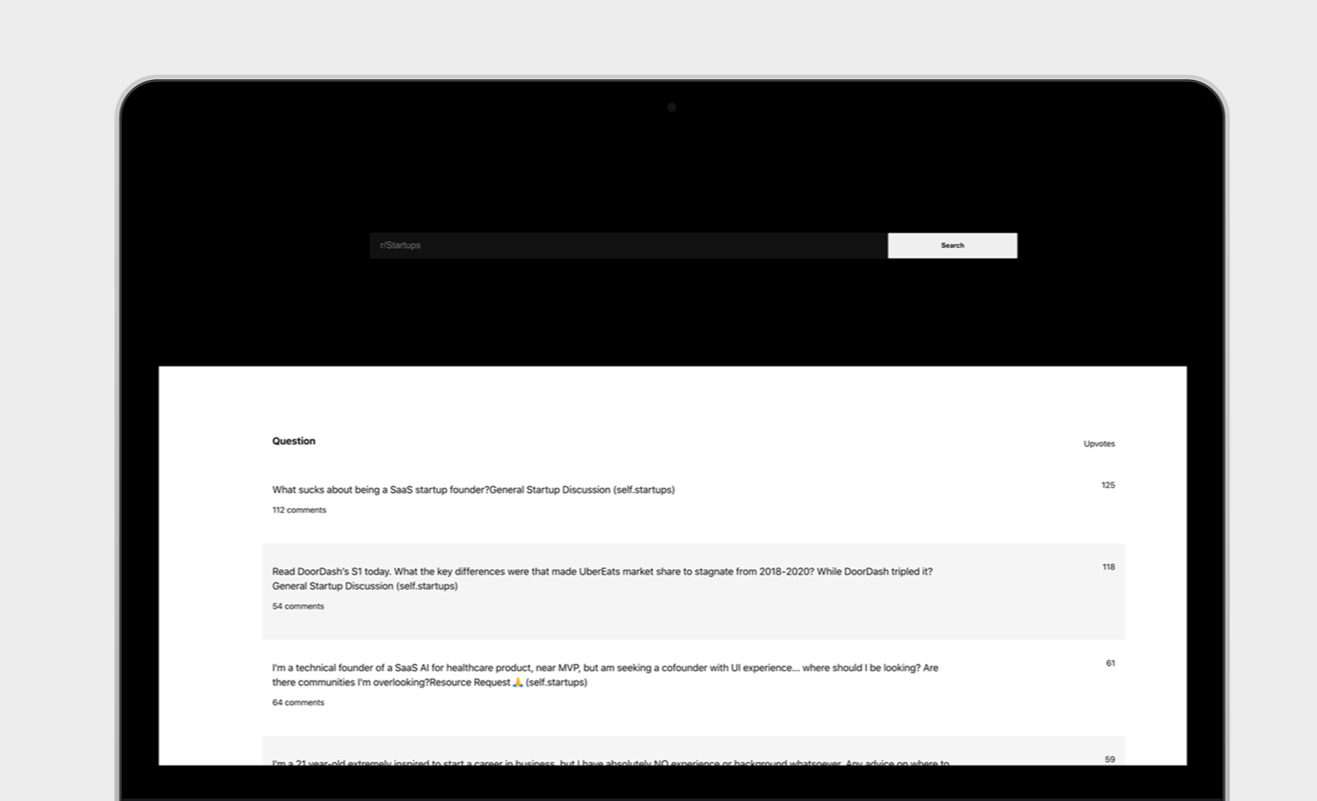 r/Startups
Search
Question
Upvotes
What sucks about being a SaaS startup founder?General Startup Discussion (self.startups)
125
112 comments
Read DoorDash's S1 today. What the key differences were that made UberEats market share to stagnate from 2018-2020? While DoorDash tripled it?
118
General Startup Discussion (self.startups)
54 comments
I'm a technical founder of a SaaS AI for healthcare product, near MVP, but am seeking a cofounder with UI experience... where should I be looking? Are
61
there communities I'm overlooking?Resource Request🙏 (self.startups)
64 comments
I'm a 21 year-old extremely inspired to start a career in business, but I have absolutely NO experience or background whatsoever. Any advice on where to
59